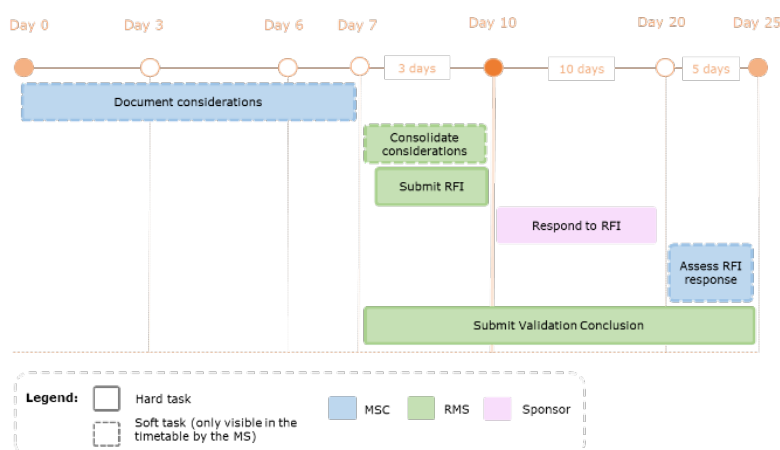 Day 0
Day 3
Day 6
Day 7
Day 10
Day 20
Day 25
3 days
10 days
5 days
Document considerations
Consolidate
considerations
Submit RFI
Respond to RFI
Assess RFI
response
Submit Validation Conclusion
Legend:
Hard task
Soft task (only visible in the
timetable by the MS)
MSC
RMS
Sponsor